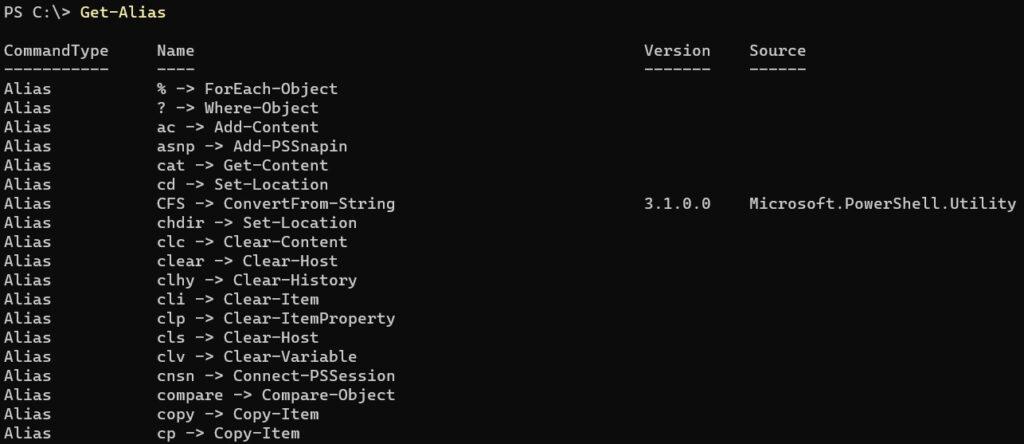 PS C:\> Get-Alias
CommandType Name Version Source
----------- ---- ------- ------
Alias % -> ForEach-Object
Alias ? -> Where-Object
Alias ac -> Add-Content
Alias asnp -> Add-PSSnapin
Alias cat -> Get-Content
Alias cd -> Set-Location
Alias CFS -> ConvertFrom-String 3.1.0.0 Microsoft.PowerShell.Utility
Alias chdir -> Set-Location
Alias clc -> Clear-Content
Alias clear -> Clear-Host
Alias clhy -> Clear-History
Alias cli -> Clear-Item
Alias clp -> Clear-ItemProperty
Alias cls -> Clear-Host
Alias clv -> Clear-Variable
Alias cnsn -> Connect-PSSession
Alias compare -> Compare-Object
Alias copy -> Copy-Item
Alias cp -> Copy-Item